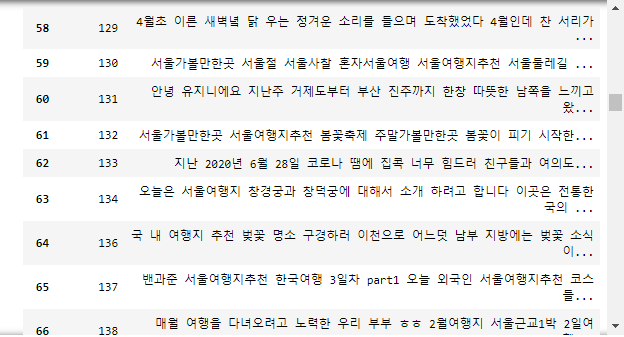 58 129 4월초 이른 새벽녘 닭 우는 정겨운 소리를 들으며 도착했었다 4월인데 찬 서리가
...
59 130 서울가볼만한곳 서울절 서울사찰 혼자서울여행 서울여행지추천 서울둘레길 ...
60 131 안녕 유지니에요 지난주 거제도부터 부산 진주까지 한창 따뜻한 남쪽을 느끼고
왔...
61 132 서울가볼만한곳 서울여행지추천 봄꽃축제 주말가볼만한곳 봄꽃이 피기 시작한...
62 133 지난 2020년 6월 28일 코로나 땜에 집콕 너무 힘드러 친구들과 여의도...
63 134 오늘은 서울여행지 창경궁과 창덕궁에 대해서 소개 하려고 합니다 이곳은 전통한
국의 ...
64 136 국 내 여행지 추천 벚꽃 명소 구경하러 이천으로 어느덧 남부 지방에는 벚꽃 소식
이...
65 137 밴과준 서울여행지추천 한국여행 3일차 part1 오늘 외국인 서울여행지추천 코스
들...
66 138 매월 여행을 다녀오려고 노력한 우리 부부 ㅎㅎ 2월여행지 서울근교1박 2일여